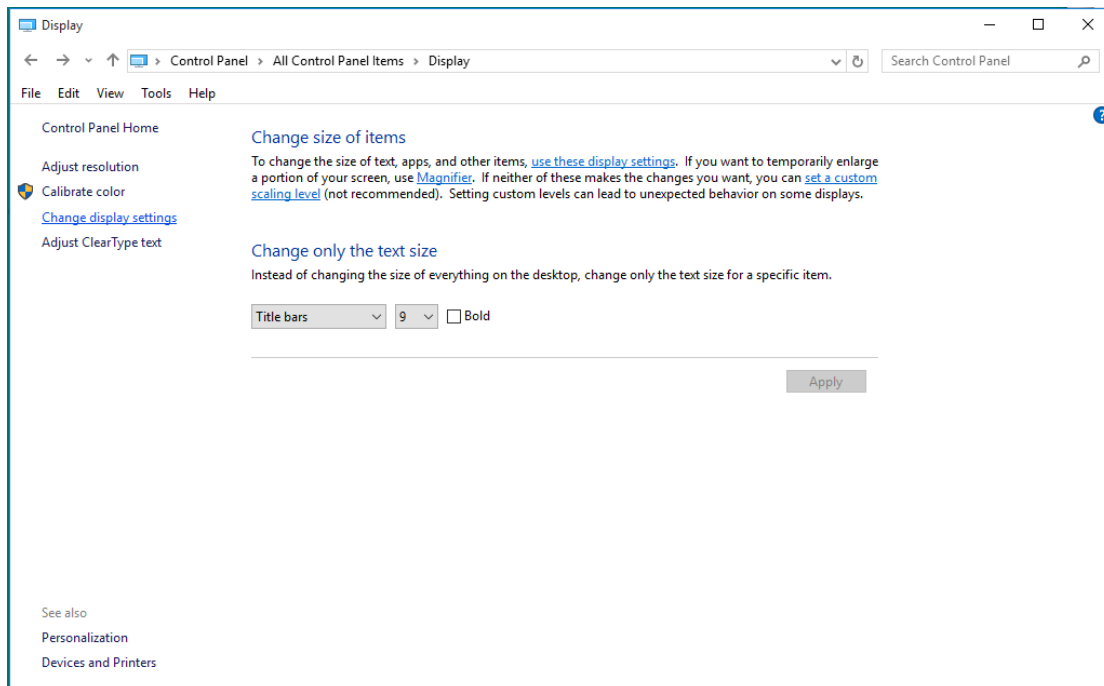 Display
Control Panel > All Control Panel Items > Display
Search Control Panel
File Edit View Tools Help
Control Panel Home
Adjust resolution
Calibrate color
Change display settings
Adjust ClearType text
Change size of items
To change the size of text, apps, and other items, use these display settings. If you want to temporarily enlarge
a portion of your screen, use Magnifier. If neither of these makes the changes you want, you can set a custom
scaling level (not recommended). Setting custom levels can lead to unexpected behavior on some displays.
Change only the text size
Instead of changing the size of everything on the desktop, change only the text size for a specific item.
Title bars 9 Bold
Apply
See also
Personalization
Devices and Printers